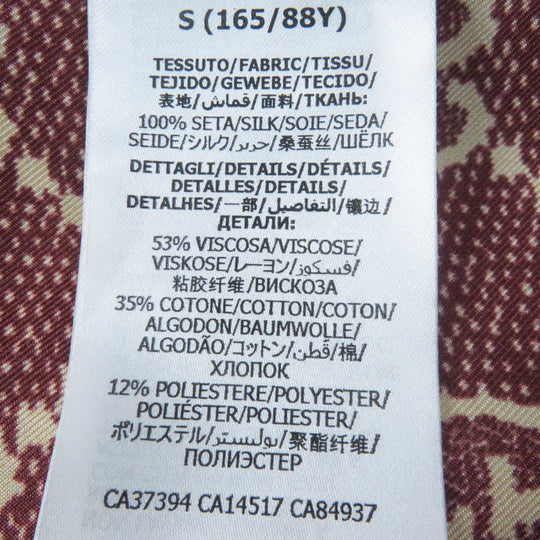 S (165/88Y)
TESSUTO/FABRIC/TISSU/
TEJIDO/GEWEBE/TECIDO/
表地/قماش/面料/ТКАНЬ:
100% SETA/SILK/SOIE/SEDA/
SEIDE/シルク/حرير/桑蚕丝/ШЁЛК
DETTAGLI/DETAILS/DÉTAILS/
DETALLES/DETAILS/
DETALHES/一部/التفاصيل/镶边/
ДЕТАЛИ:
53% VISCOSA/VISCOSE/
VISKOSE/レーヨン/فسكوز/
粘胶纤维/ВИСКОЗА
35% COTONE/COTTON/COTON/
ALGODON/BAUMWOLLE/
ALGODÃO/コットン/قطن/棉/
ХЛОПОК
12% POLIESTERE/POLYESTER/
POLIÉSTER/POLIESTER/
ポリエステル/بوليستر/聚酯纤维/
ПОЛИЭСТЕР
CA37394 CA14517 CA84937